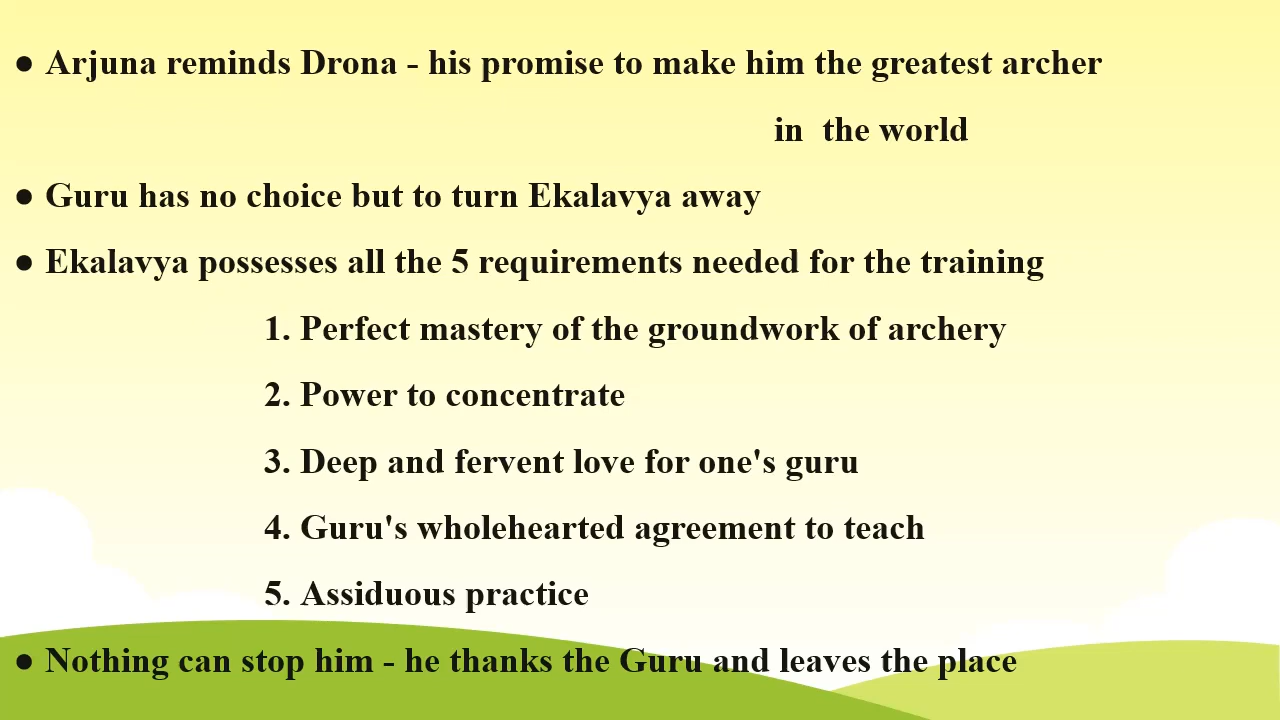 ● Arjuna reminds Drona - his promise to make him the greatest archer
in the world
● Guru has no choice but to turn Ekalavya away
● Ekalavya possesses all the 5 requirements needed for the training
1. Perfect mastery of the groundwork of archery
2. Power to concentrate
3. Deep and fervent love for one's guru
4. Guru's wholehearted agreement to teach
5. Assiduous practice
● Nothing can stop him - he thanks the Guru and leaves the place